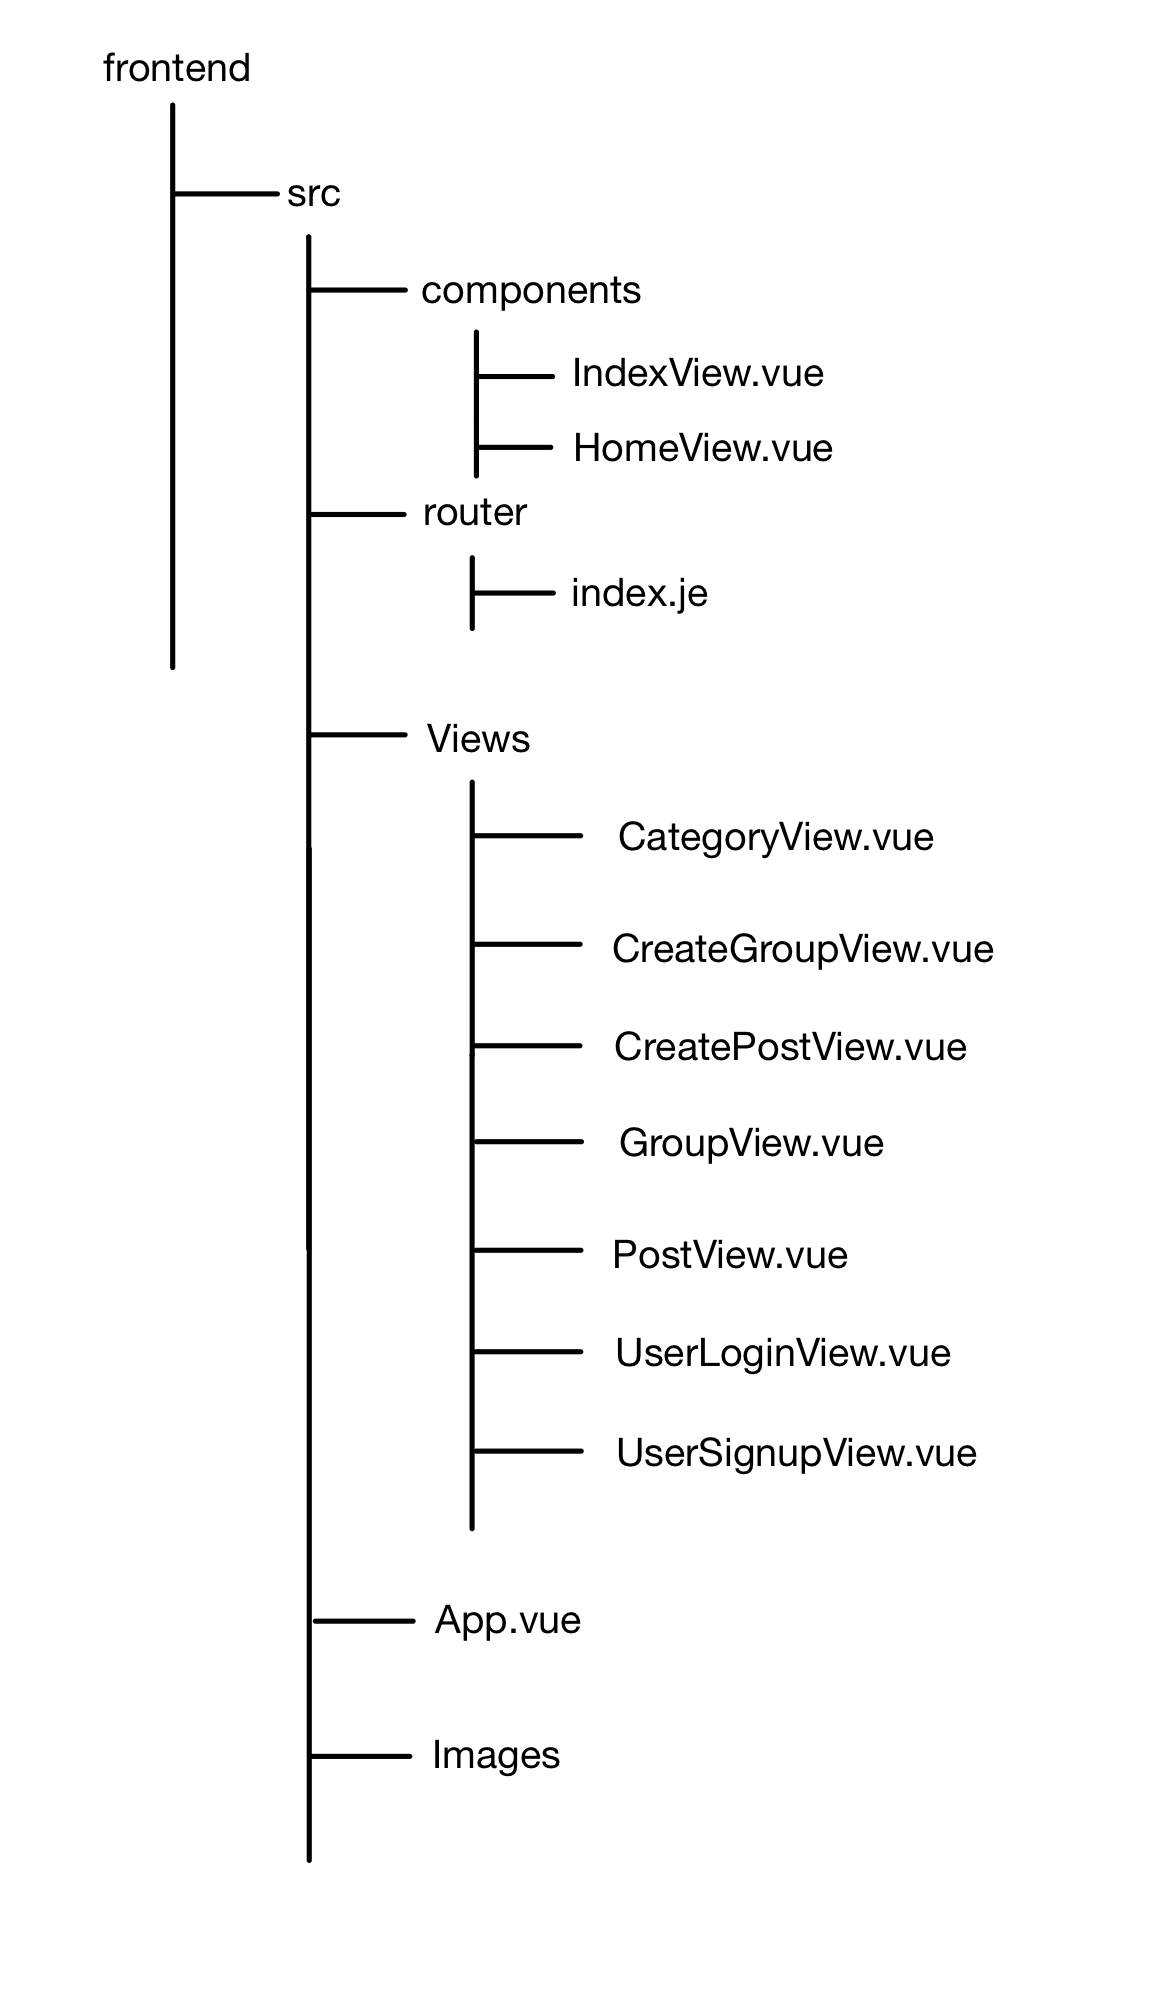 frontend
src
components
IndexView.vue
HomeView.vue
router
index.je
Views
CategoryView.vue
CreateGroupView.vue
CreatePostView.vue
GroupView.vue
PostView.vue
UserLoginView.vue
UserSignupView.vue
App.vue
Images